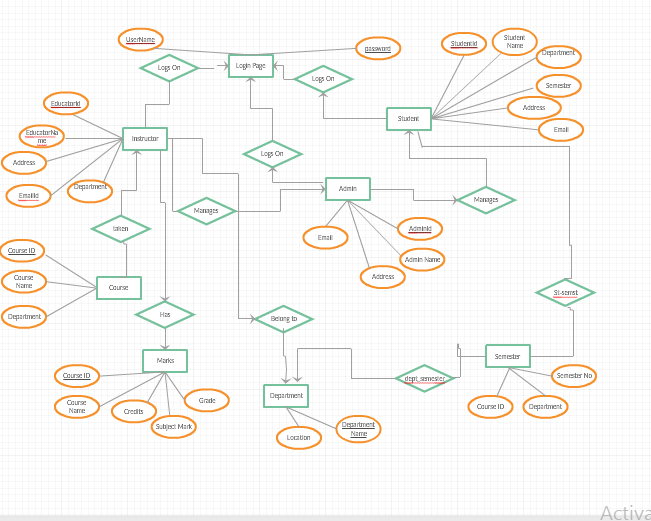 UserName
password
Login Page
Logs On
Logs On
StudentId
Student
Name
Department
Semester
Address
Email
Student
EducatorId
EducatorNa
me
Address
EmailId
Department
Instructor
Logs On
Admin
Manages
Manages
taken
Email
AdminId
Admin Name
Address
Course ID
Course
Name
Department
Course
Has
Belong to
St-semst
Marks
Course ID
Course
Name
Credits
Subject Mark
Grade
Department
Location
Department
Name
dept_semester
Semester
Semester No
Course ID
Department
Activa